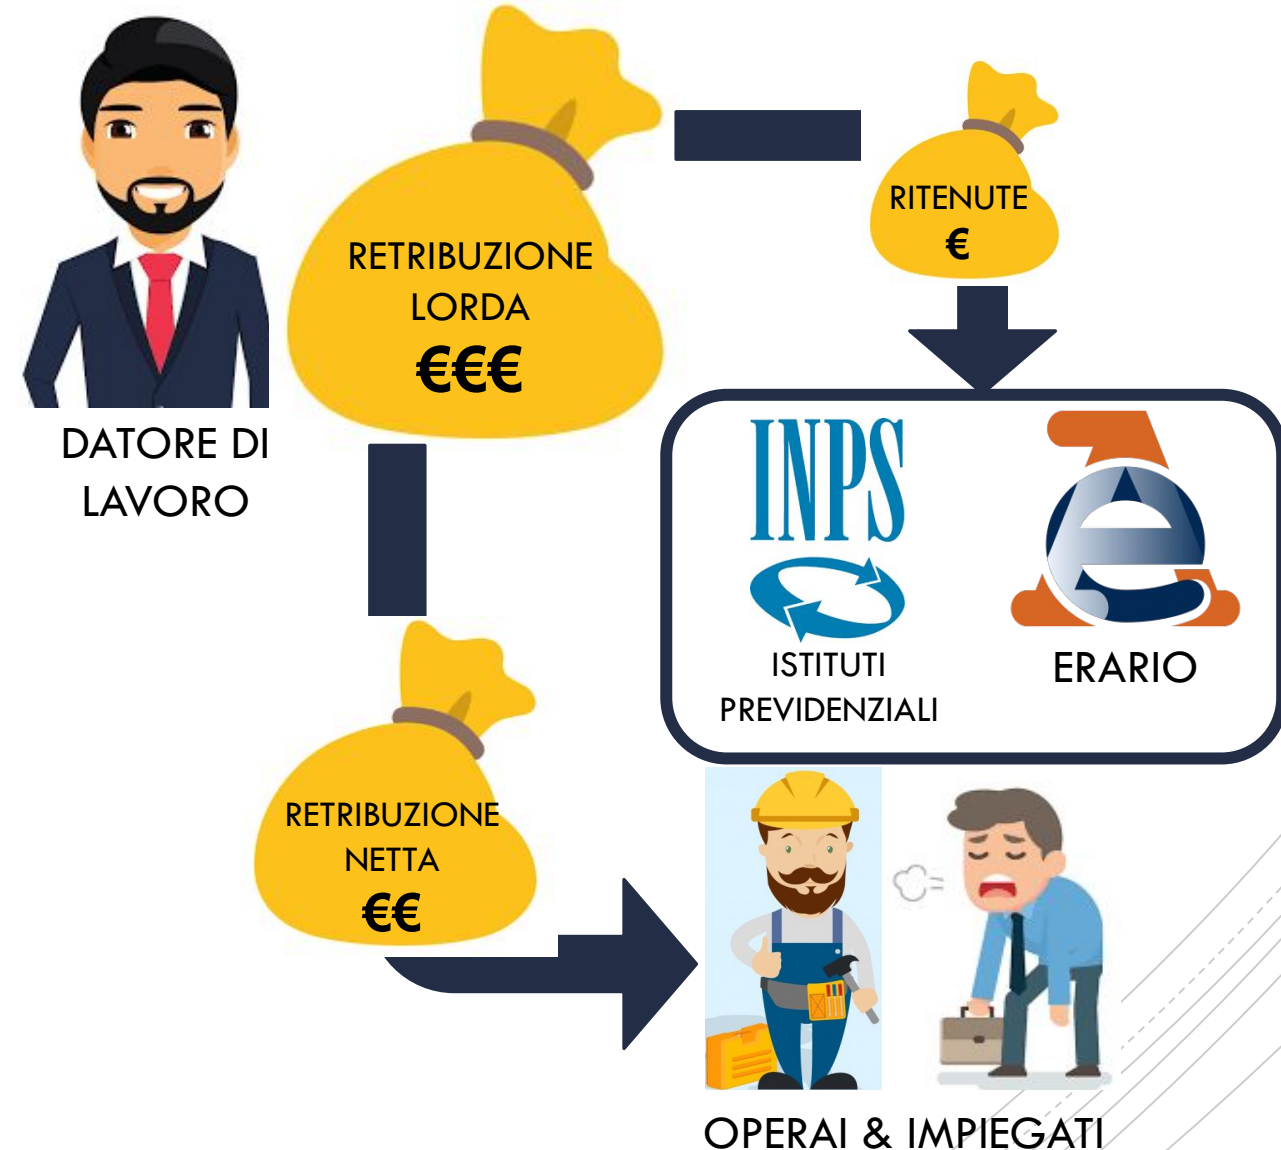 RETRIBUZIONE
LORDA
€€€
RITENUTE
€
DATORE DI
LAVORO
INPS
ISTITUTI
PREVIDENZIALI
ERARIO
RETRIBUZIONE
NETTA
€€
OPERAI & IMPIEGATI